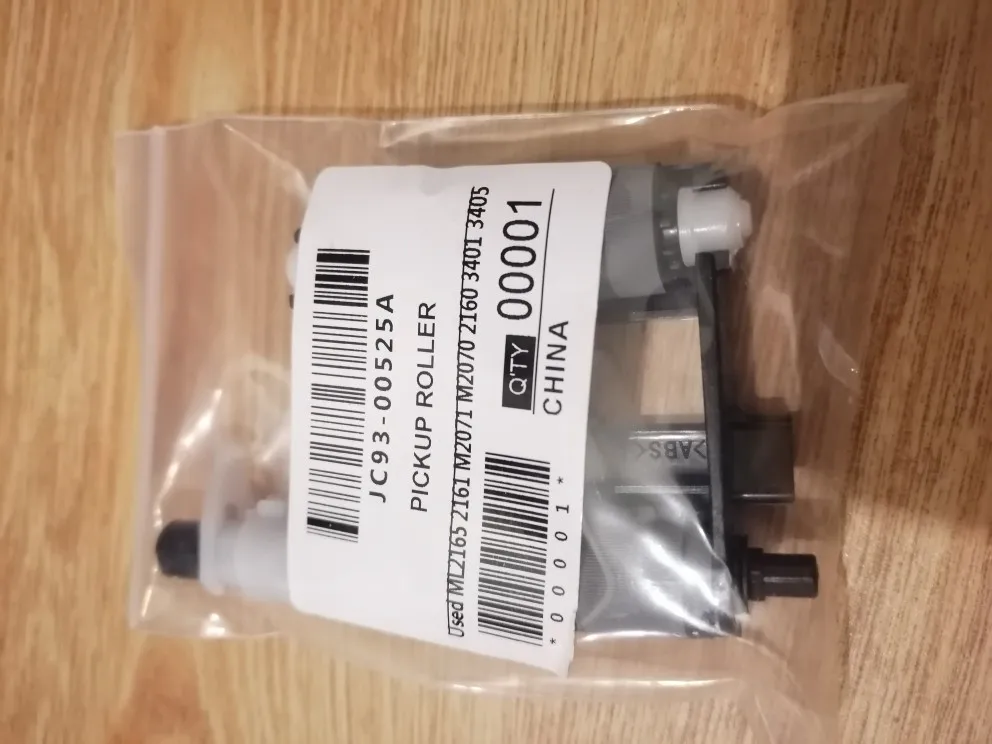 JC93-00525A
PICKUP ROLLER
Used ML2165 2161 M2071 M2070 2160 3401 3405
Q'TY 00001
*00001*
CHINA
>ABS<